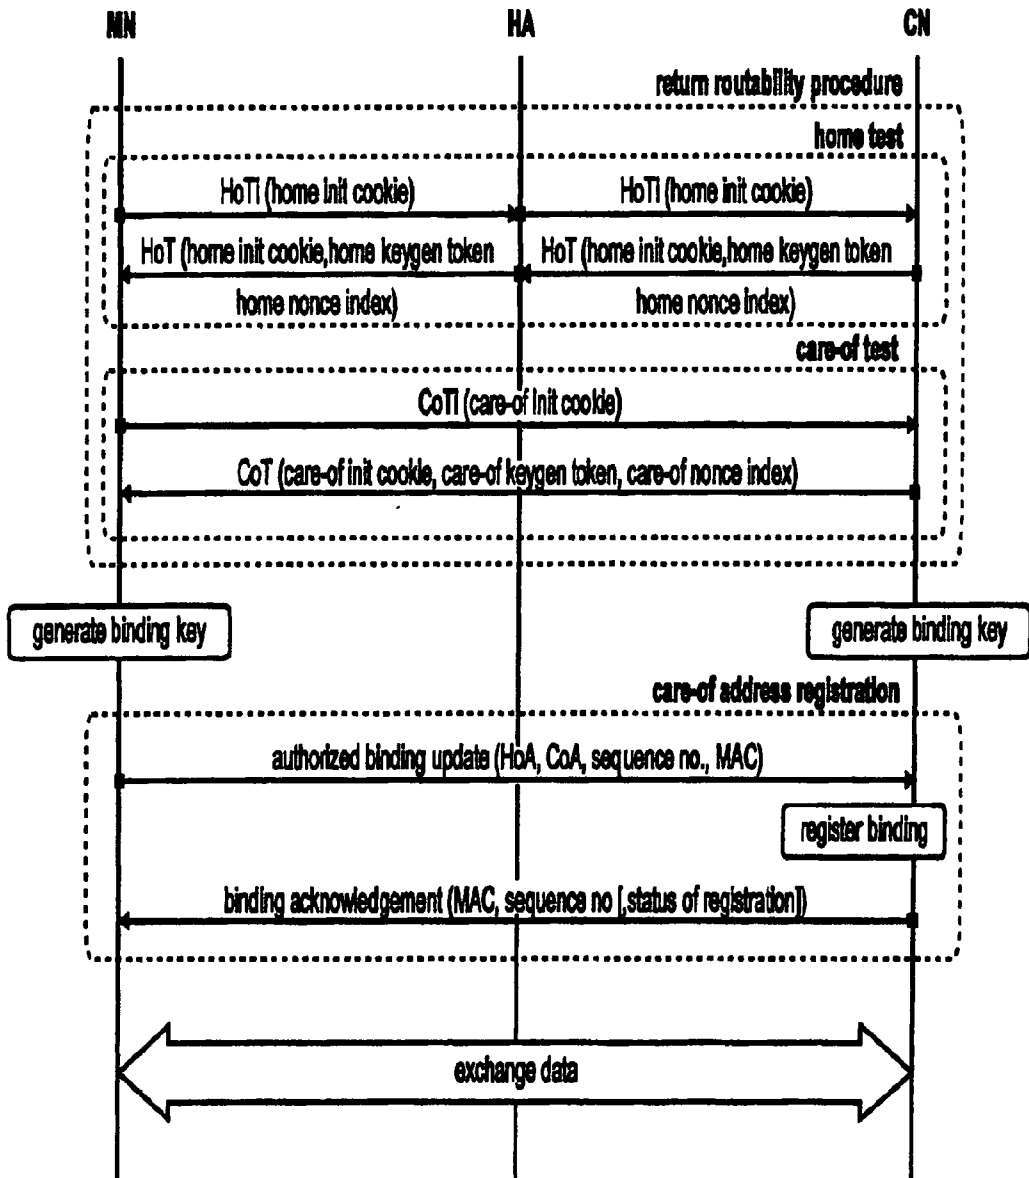 MN HA CN
return routability procedure
home test
HoTI (home init cookie) HoTI (home init cookie)
HoT (home init cookie,home keygen token HoT (home init cookie,home keygen token
home nonce index) home nonce index)
care-of test
CoTI (care-of init cookie)
CoT (care-of init cookie, care-of keygen token, care-of nonce index)
generate binding key generate binding key
care-of address registration
authorized binding update (HoA, CoA, sequence no., MAC)
register binding
binding acknowledgement (MAC, sequence no [,status of registration])
exchange data